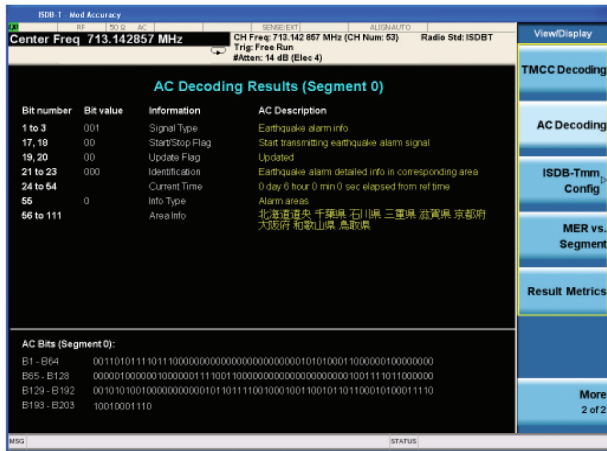 ISDB-T - Mod Accuracy
RF 50 Ω AC SENSE:EXT ALIGN AUTO
Center Freq 713.142857 MHz
CH Freq: 713.142 857 MHz (CH Num: 53) Radio Std: ISDBT
Trig: Free Run
#Atten: 14 dB (Elec 4)
View/Display
TMCC Decoding
AC Decoding
ISDB-Tmm Config
MER vs. Segment
Result Metrics
More
2 of 2
AC Decoding Results (Segment 0)
Bit number Bit value Information AC Description
1 to 3 001 Signal Type Earthquake alarm info
17, 18 00 Start/Stop Flag Start transmitting earthquake alarm signal
19, 20 00 Update Flag Updated
21 to 23 000 Identification Earthquake alarm detailed info in corresponding area
24 to 54 Current Time 0 day 6 hour 0 min 0 sec elapsed from ref time
55 0 Info Type Alarm areas
56 to 111 Area Info 北海道道央 千葉県 石川県 三重県 滋賀県 京都府
大阪府 和歌山県 鳥取県
AC Bits (Segment 0):
B1 - B64
B65 - B128
B129 - B192
B193 - B203 10010001110
MSG STATUS